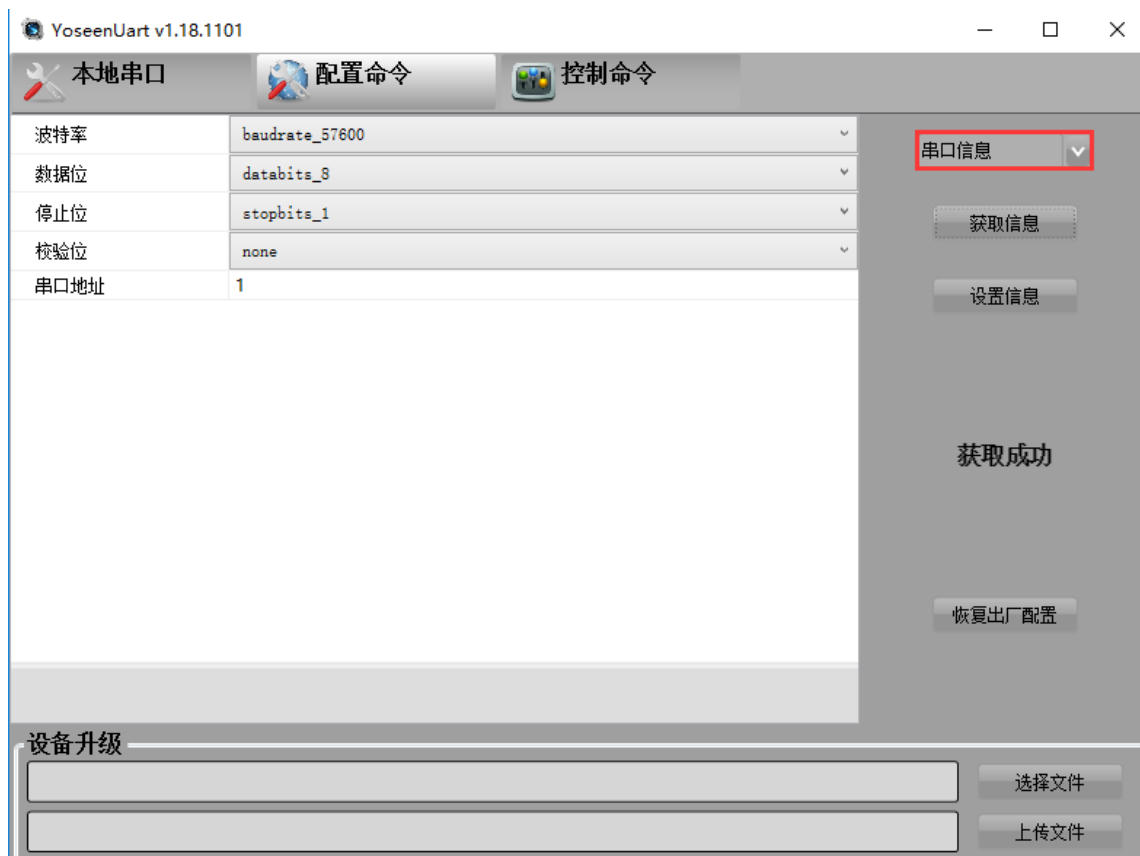 YoseenUart v1.18.1101
本地串口 配置命令 控制命令
波特率 baudrate_57600
数据位 databits_8
停止位 stopbits_1
校验位 none
串口地址 1
串口信息
获取信息
设置信息
获取成功
恢复出厂配置
设备升级
选择文件
上传文件